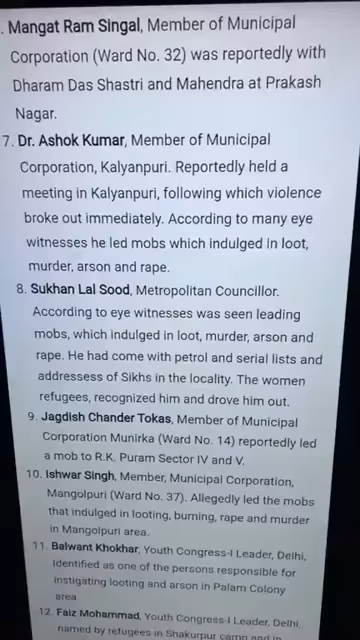 . Mangat Ram Singal, Member of Municipal
Corporation (Ward No. 32) was reportedly with
Dharam Das Shastri and Mahendra at Prakash
Nagar.
7. Dr. Ashok Kumar, Member of Municipal
Corporation, Kalyanpuri. Reportedly held a
meeting in Kalyanpuri, following which violence
broke out immediately. According to many eye
witnesses he led mobs which indulged in loot,
murder, arson and rape.
8. Sukhan Lal Sood, Metropolitan Councillor.
According to eye witnesses was seen leading
mobs, which indulged in loot, murder, arson and
rape. He had come with petrol and serial lists and
addressess of Sikhs in the locality. The women
refugees, recognized him and drove him out.
9. Jagdish Chander Tokas, Member of Municipal
Corporation Munirka (Ward No. 14) reportedly led
a mob to R.K. Puram Sector IV and V.
10. Ishwar Singh, Member, Municipal Corporation,
Mangolpuri (Ward No. 37). Allegedly led the mobs
that indulged in looting, burning, rape and murder
in Mangolpuri area.
11. Balwant Khokhar, Youth Congress-I Leader, Delhi,
Identified as one of the persons responsible for
instigating looting and arson in Palam Colony
area.
12. Faiz Mohammad, Youth Congress-I Leader, Delhi,
named by refugees in Shakurpur camp and in